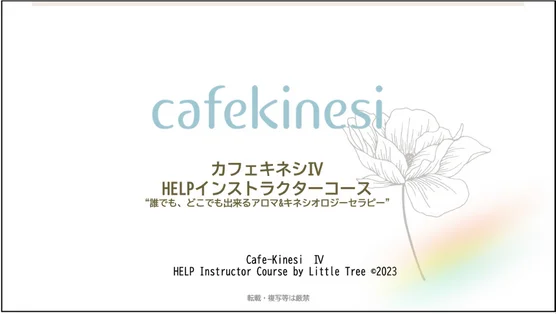 cafekinesi
カフェキネシⅣ
HELPインストラクターコース
“誰でも、どこでも出来るアロマ&キネシオロジーセラピー”
Cafe-Kinesi Ⅳ
HELP Instructor Course by Little Tree ©2023
転載・複写等は厳禁